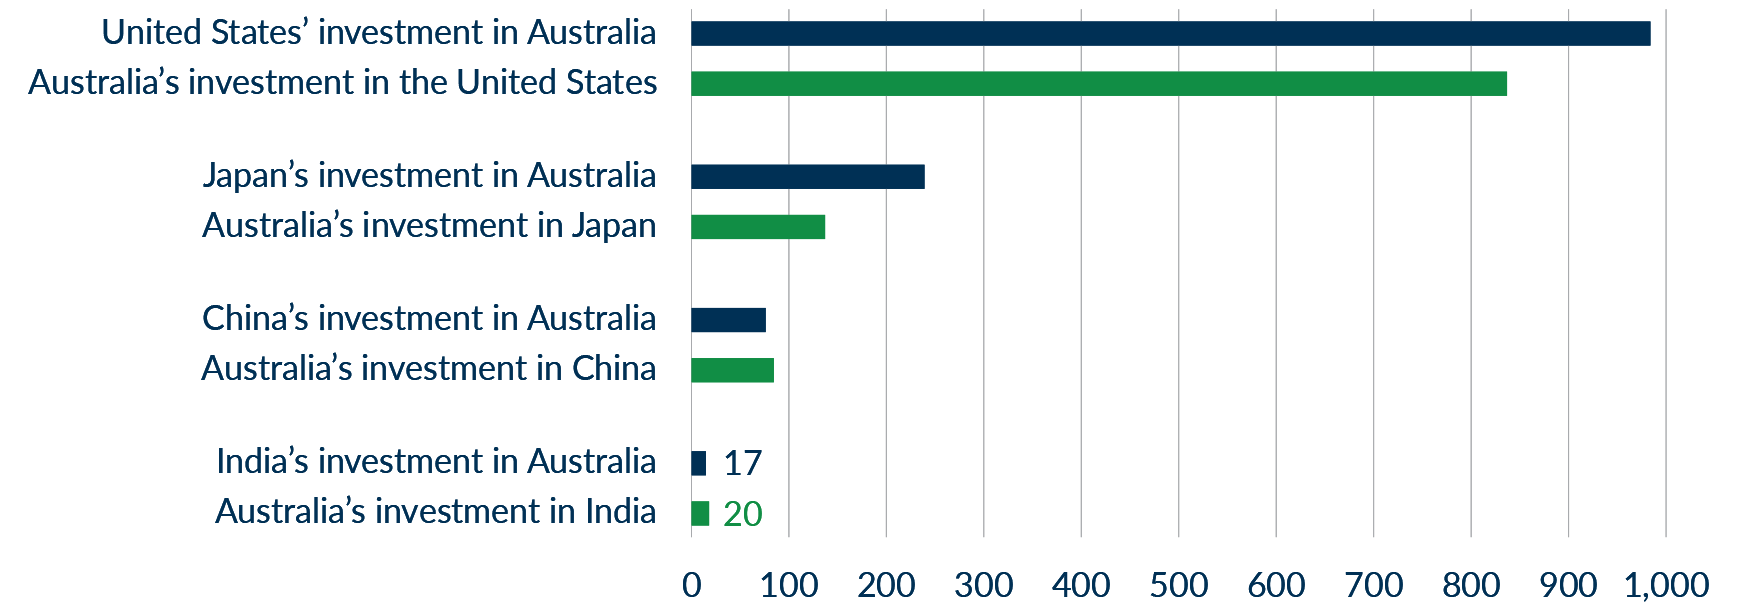 United States’ investment in Australia
Australia’s investment in the United States
Japan’s investment in Australia
Australia’s investment in Japan
China’s investment in Australia
Australia’s investment in China
India’s investment in Australia 17
Australia’s investment in India 20
0 100 200 300 400 500 600 700 800 900 1,000